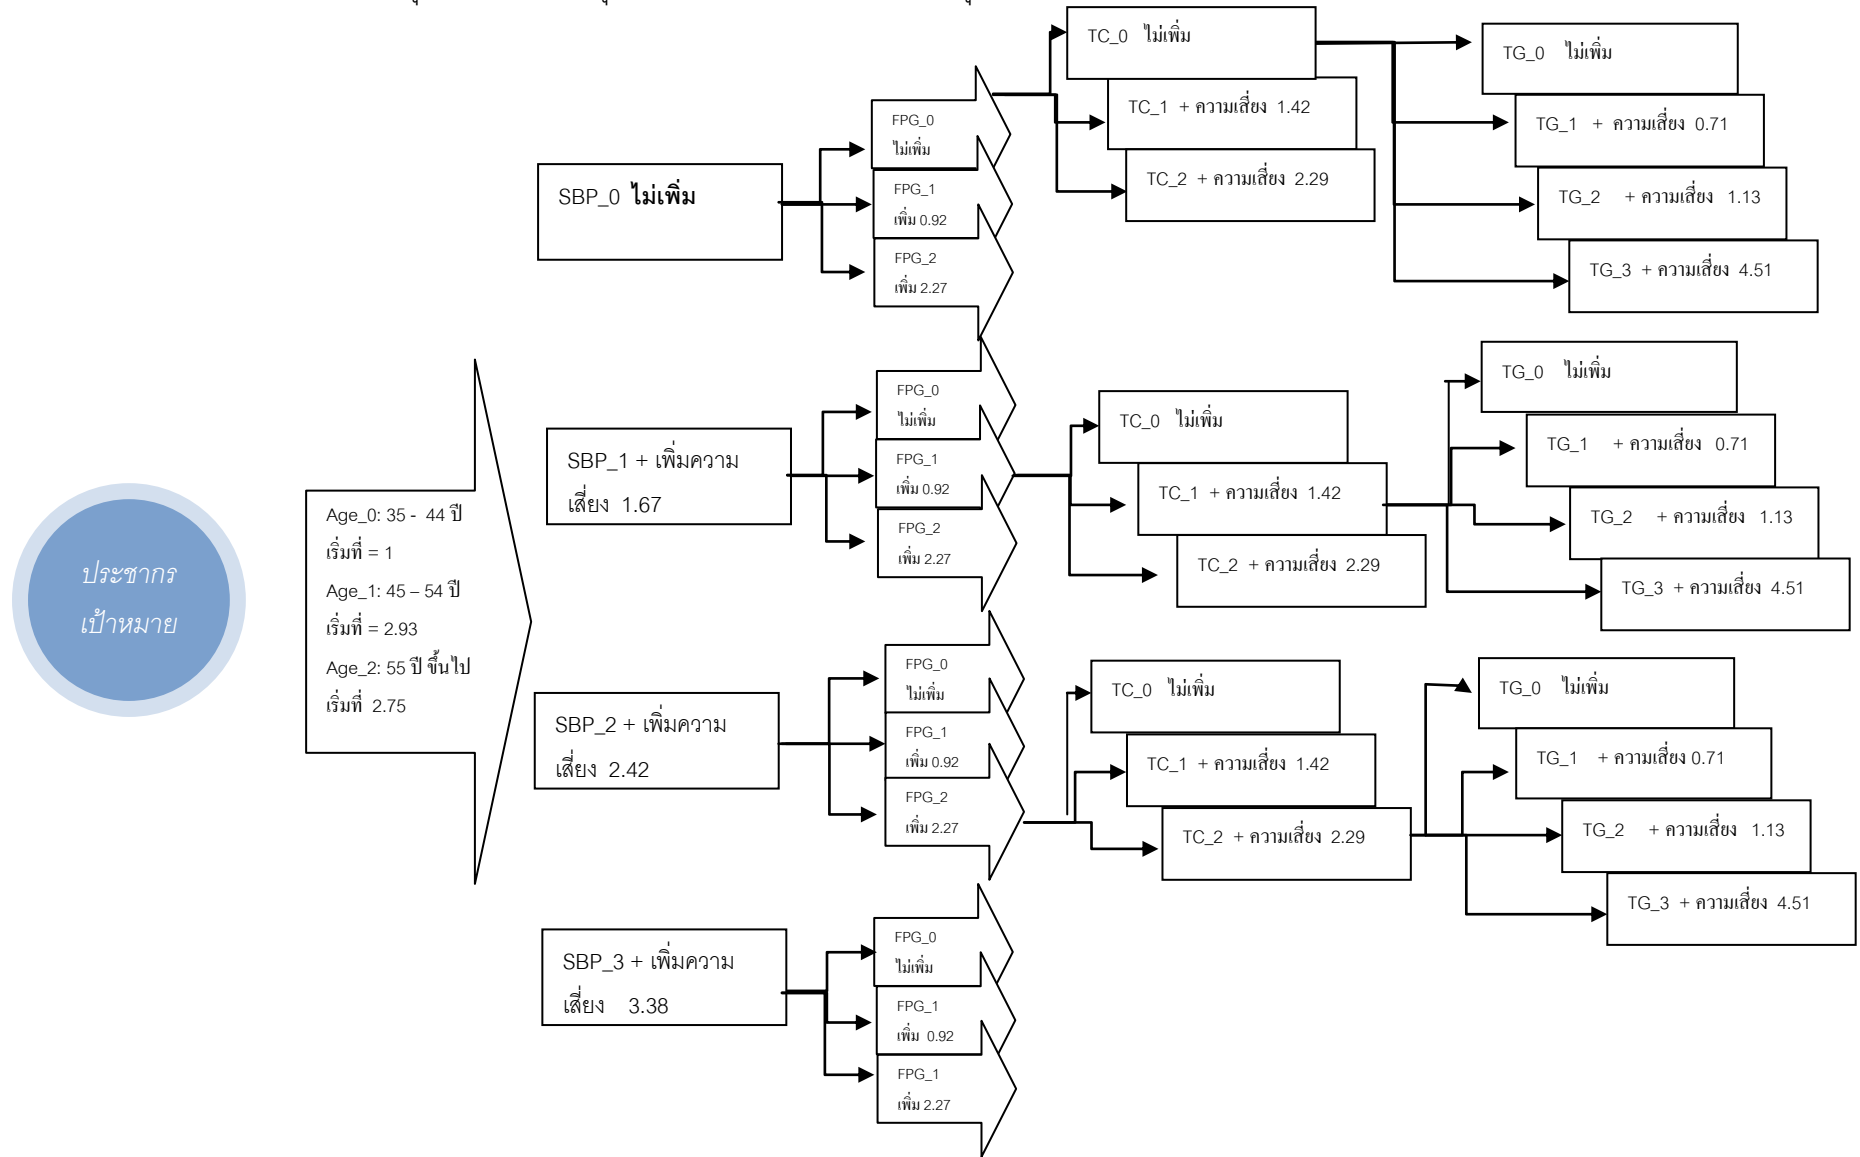 ประชากร
เป้าหมาย
Age_0: 35 - 44 ปี
เริ่มที่ = 1
Age_1: 45 – 54 ปี
เริ่มที่ = 2.93
Age_2: 55 ปี ขึ้นไป
เริ่มที่ 2.75
SBP_0 ไม่เพิ่ม
FPG_0
ไม่เพิ่ม
FPG_1
เพิ่ม 0.92
FPG_2
เพิ่ม 2.27
TC_0 ไม่เพิ่ม
TC_1 + ความเสี่ยง 1.42
TC_2 + ความเสี่ยง 2.29
TG_0 ไม่เพิ่ม
TG_1 + ความเสี่ยง 0.71
TG_2 + ความเสี่ยง 1.13
TG_3 + ความเสี่ยง 4.51
SBP_1 + เพิ่มความ
เสี่ยง 1.67
FPG_0
ไม่เพิ่ม
FPG_1
เพิ่ม 0.92
FPG_2
เพิ่ม 2.27
TC_0 ไม่เพิ่ม
TC_1 + ความเสี่ยง 1.42
TC_2 + ความเสี่ยง 2.29
TG_0 ไม่เพิ่ม
TG_1 + ความเสี่ยง 0.71
TG_2 + ความเสี่ยง 1.13
TG_3 + ความเสี่ยง 4.51
SBP_2 + เพิ่มความ
เสี่ยง 2.42
FPG_0
ไม่เพิ่ม
FPG_1
เพิ่ม 0.92
FPG_2
เพิ่ม 2.27
TC_0 ไม่เพิ่ม
TC_1 + ความเสี่ยง 1.42
TC_2 + ความเสี่ยง 2.29
TG_0 ไม่เพิ่ม
TG_1 + ความเสี่ยง 0.71
TG_2 + ความเสี่ยง 1.13
TG_3 + ความเสี่ยง 4.51
SBP_3 + เพิ่มความ
เสี่ยง 3.38
FPG_0
ไม่เพิ่ม
FPG_1
เพิ่ม 0.92
FPG_1
เพิ่ม 2.27